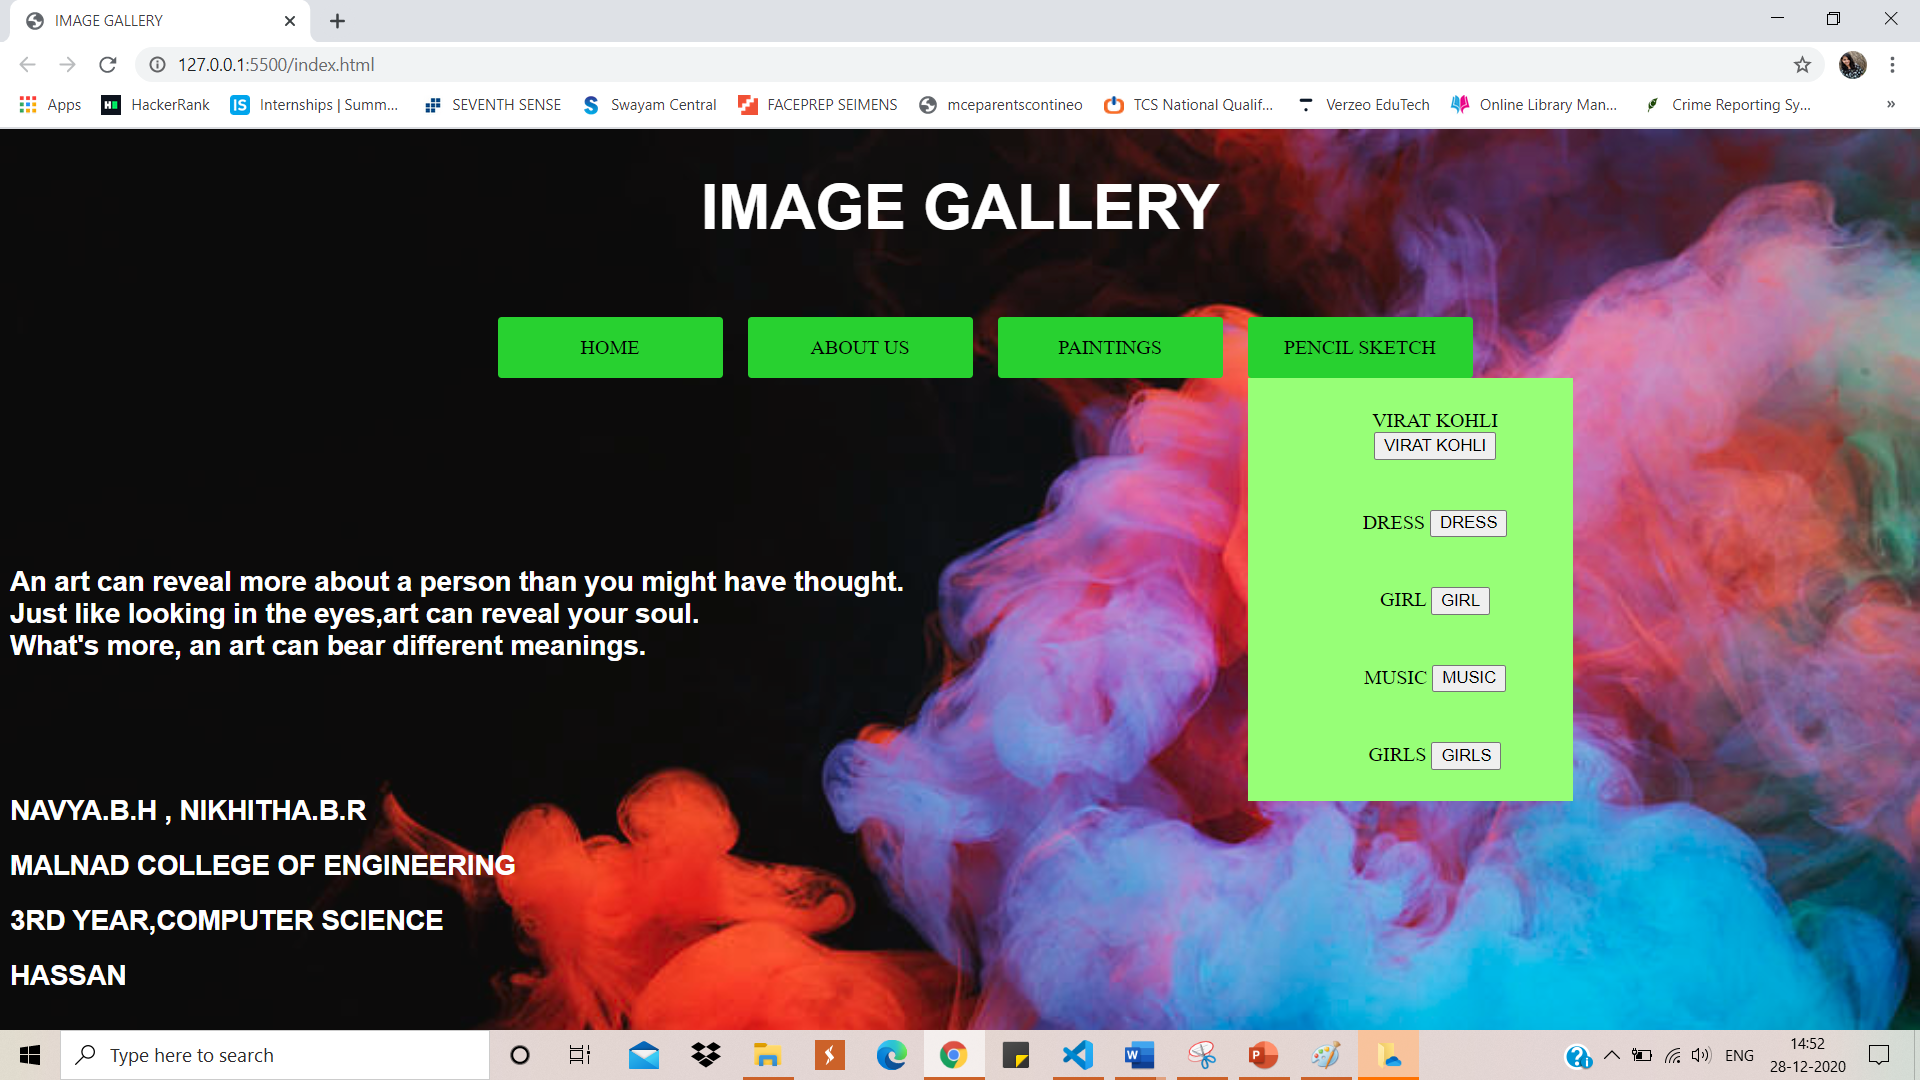 IMAGE GALLERY
127.0.0.1:5500/index.html
Apps HackerRank Internships | Summ... SEVENTH SENSE Swayam Central FACEPREP SEIMENS mceparentscontineo TCS National Qualif... Verzeo EduTech Online Library Man... Crime Reporting Sy... »
IMAGE GALLERY
HOME ABOUT US PAINTINGS PENCIL SKETCH
VIRAT KOHLI
VIRAT KOHLI
DRESS DRESS
GIRL GIRL
MUSIC MUSIC
GIRLS GIRLS
An art can reveal more about a person than you might have thought.
Just like looking in the eyes,art can reveal your soul.
What's more, an art can bear different meanings.
NAVYA.B.H , NIKHITHA.B.R
MALNAD COLLEGE OF ENGINEERING
3RD YEAR,COMPUTER SCIENCE
HASSAN
Type here to search
ENG
14:52
28-12-2020